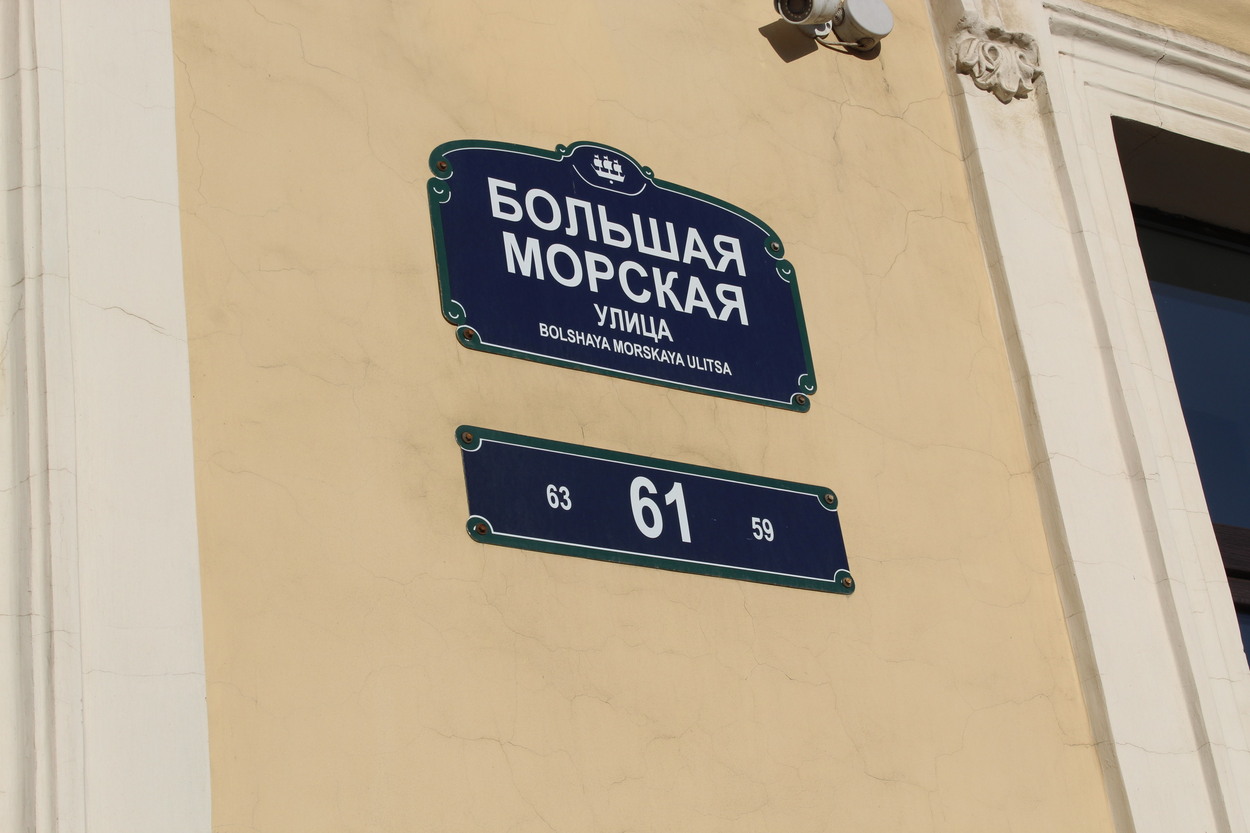 БОЛЬШАЯ
МОРСКАЯ
УЛИЦА
BOLSHAYA MORSKAYA ULITSA
63 61 59